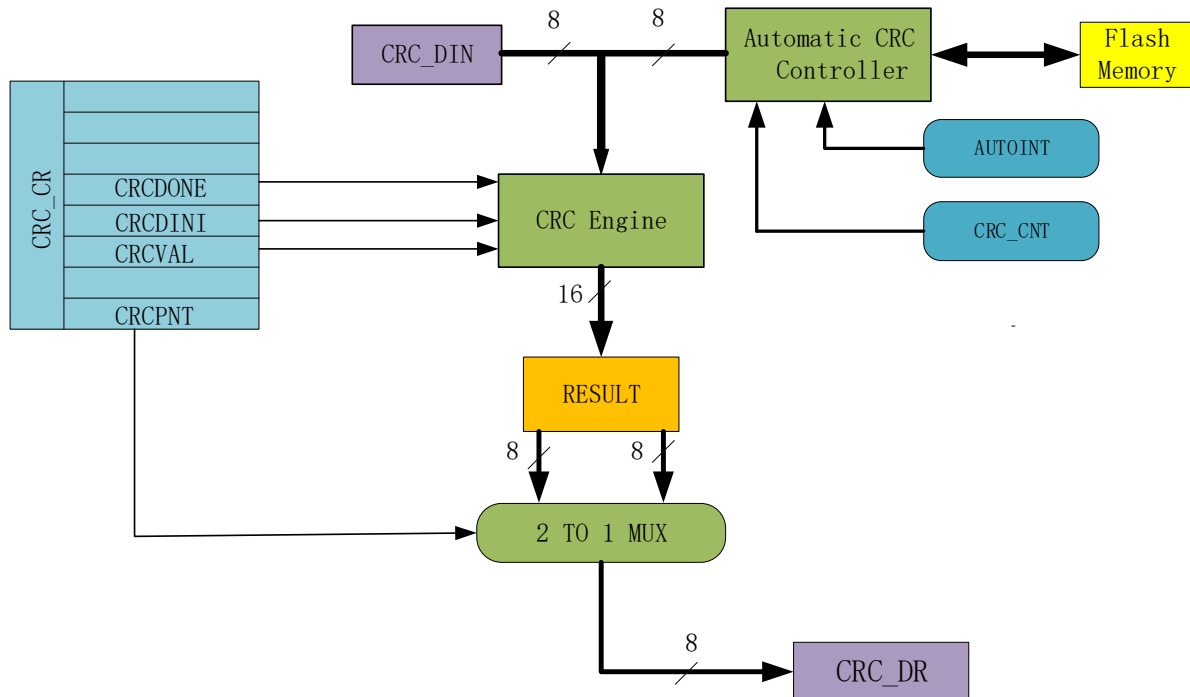 8
8
CRC_DIN
Automatic CRC
Controller
Flash
Memory
AUTOINT
CRC_CR
CRCDONE
CRCDINI
CRCVAL
CRCPNT
CRC Engine
CRC_CNT
16
RESULT
8
8
2 TO 1 MUX
8
CRC_DR